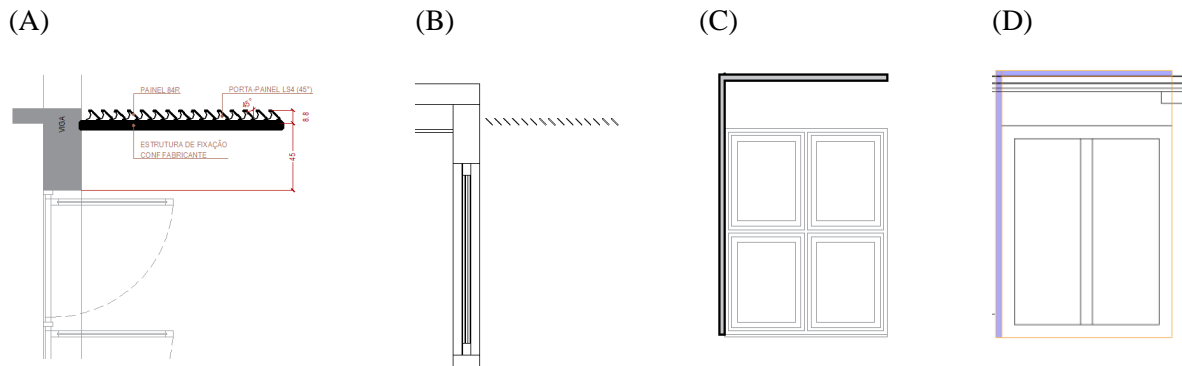 (A)
(B)
(C)
(D)
PAINEL 84R
PORTA-PAINEL LS4 (45°)
45°
8.8
VIGA
ESTRUTURA DE FIXAÇÃO
CONF.FABRICANTE
45